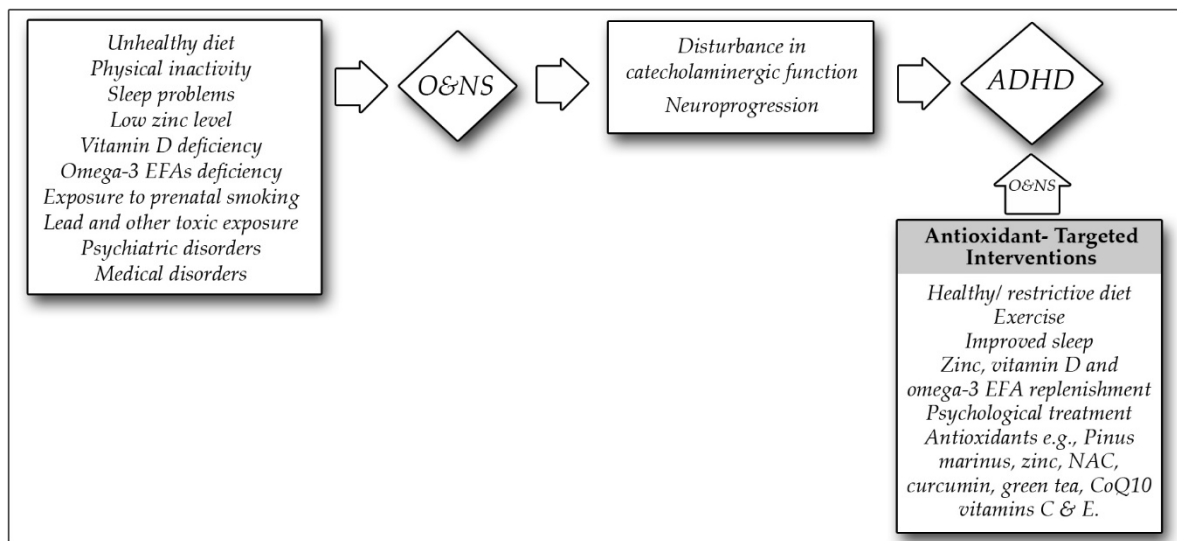 Unhealthy diet
Physical inactivity
Sleep problems
Low zinc level
Vitamin D deficiency
Omega-3 EFAs deficiency
Exposure to prenatal smoking
Lead and other toxic exposure
Psychiatric disorders
Medical disorders
O&NS
Disturbance in
catecholaminergic function
Neuroprogression
ADHD
O&NS
Antioxidant- Targeted
Interventions
Healthy/ restrictive diet
Exercise
Improved sleep
Zinc, vitamin D and
omega-3 EFA replenishment
Psychological treatment
Antioxidants e.g., Pinus
marinus, zinc, NAC,
curcumin, green tea, CoQ10
vitamins C & E.